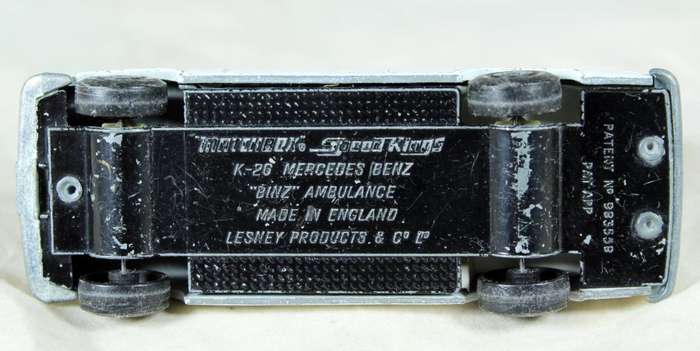 MATCHBOX Speed Kings
K-26 MERCEDES BENZ
"BINZ" AMBULANCE
MADE IN ENGLAND
LESNEY PRODUCTS & Cº Lº
PATENT Nº 983558
PAT APP